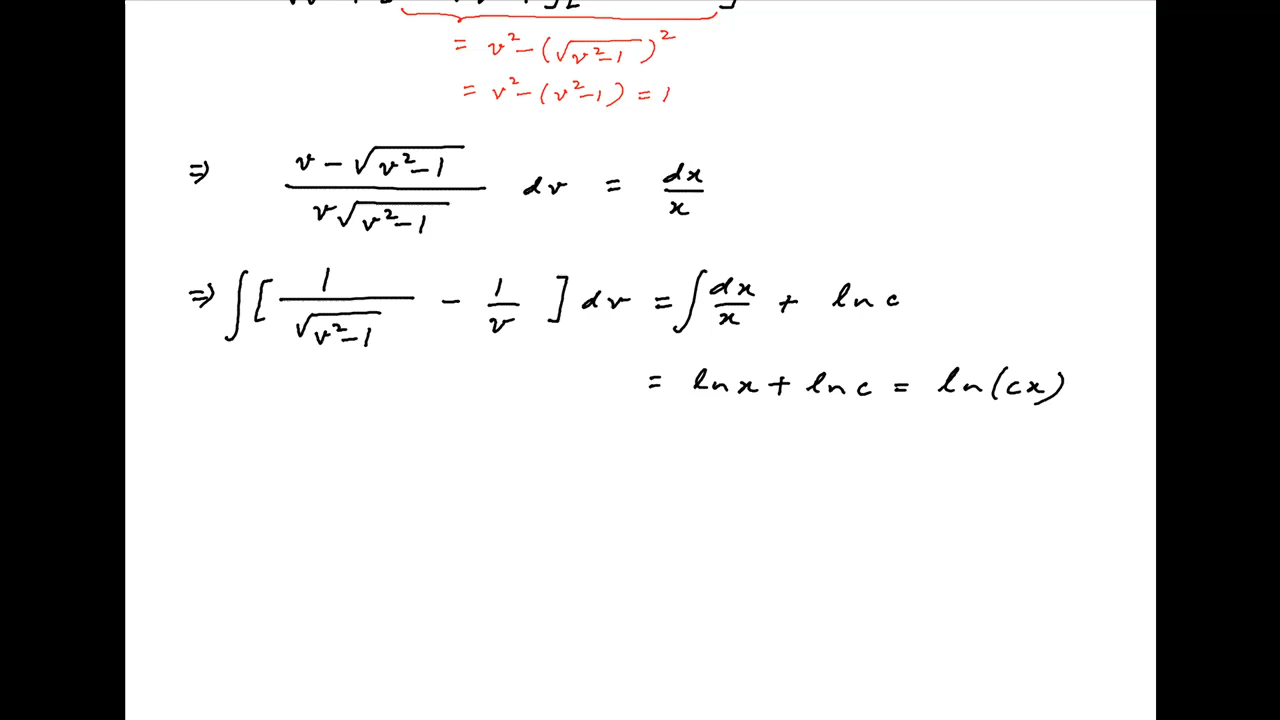 = v² - (√(v²-1))²
= v² - (v²-1) = 1
⇒ (v - √(v²-1))/(v√(v²-1)) dv = dx/x
⇒ ∫[ 1/√(v²-1) - 1/v ] dv = ∫ dx/x + ln c
= ln x + ln c = ln(cx)